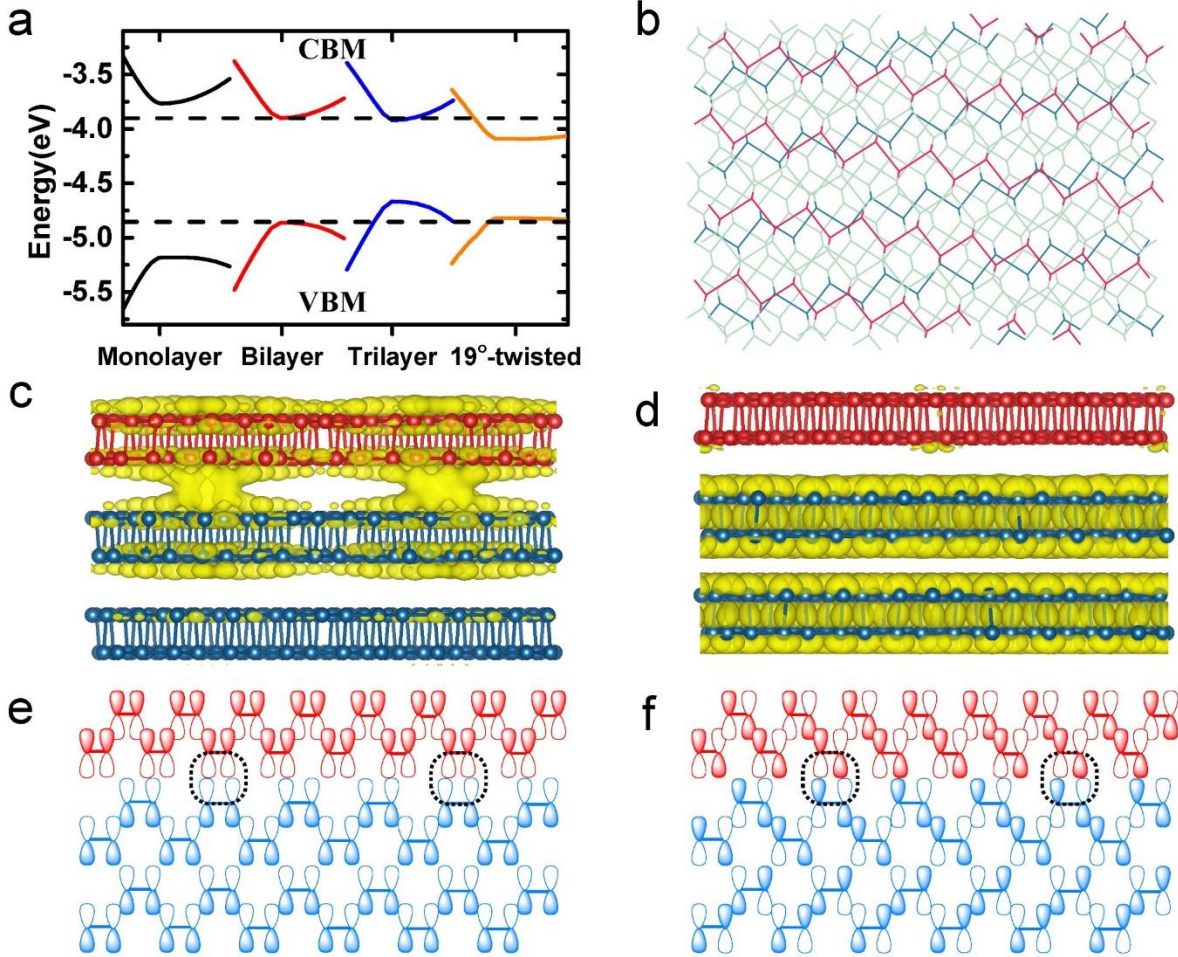 a
b
CBM
-3.5
-4.0
-4.5
-5.0
-5.5
Energy(eV)
VBM
Monolayer Bilayer Trilayer 19°-twisted
c
d
e
f